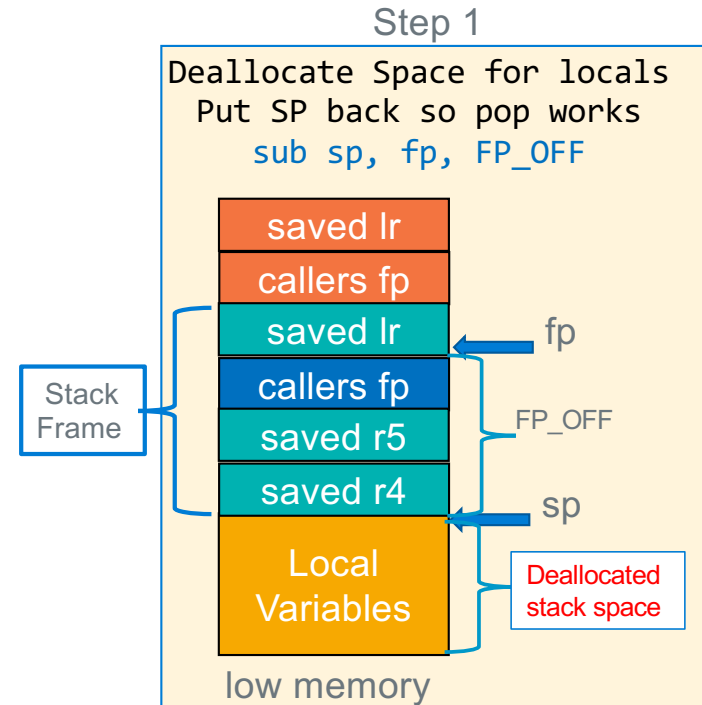 Step 1
Deallocate Space for locals
Put SP back so pop works
sub sp, fp, FP_OFF
saved lr
callers fp
saved lr
fp
callers fp
Stack
Frame
FP_OFF
saved r5
saved r4
sp
Local
Variables
Deallocated
stack space
low memory